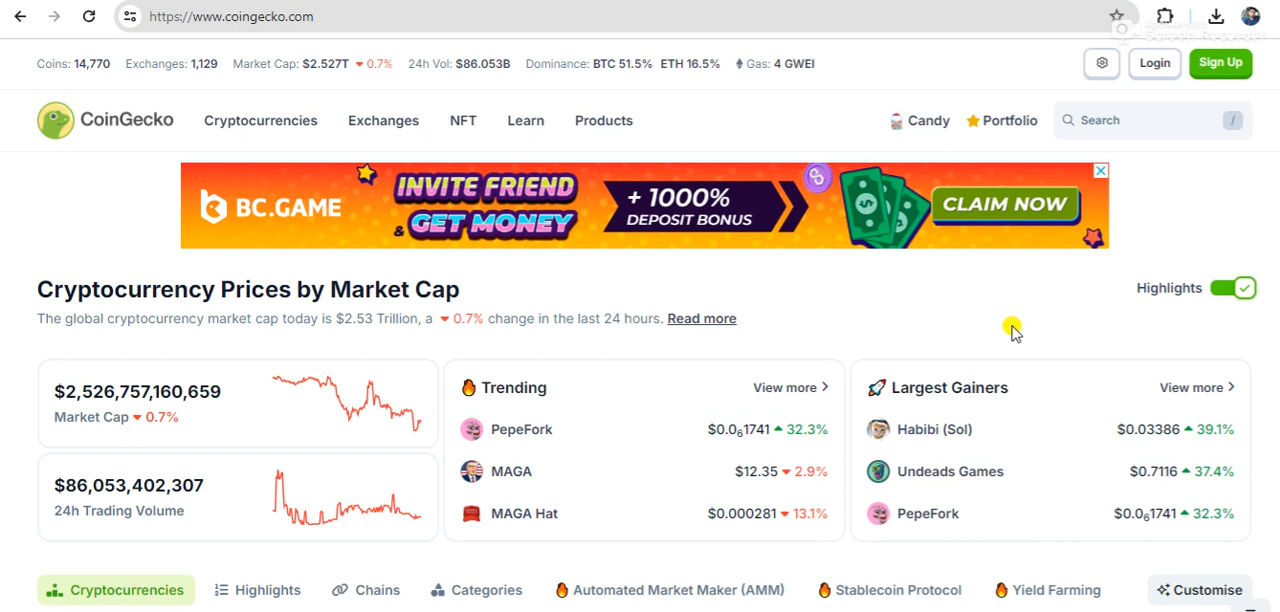 https://www.coingecko.com
Coins: 14,770 Exchanges: 1,129 Market Cap: $2.527T 0.7% 24h Vol: $86.053B Dominance: BTC 51.5% ETH 16.5% Gas: 4 GWEI
Login
Sign Up
CoinGecko Cryptocurrencies Exchanges NFT Learn Products Candy Portfolio Search /
BC.GAME
INVITE FRIEND
& GET MONEY
+ 1000%
DEPOSIT BONUS
CLAIM NOW
Cryptocurrency Prices by Market Cap
Highlights
The global cryptocurrency market cap today is $2.53 Trillion, a 0.7% change in the last 24 hours. Read more
$2,526,757,160,659
Market Cap 0.7%
$86,053,402,307
24h Trading Volume
Trending View more
PepeFork $0.0₆1741 32.3%
MAGA $12.35 2.9%
MAGA Hat $0.000281 13.1%
Largest Gainers View more
Habibi (Sol) $0.03386 39.1%
Undeads Games $0.7116 37.4%
PepeFork $0.0₆1741 32.3%
Cryptocurrencies Highlights Chains Categories Automated Market Maker (AMM) Stablecoin Protocol Yield Farming Customise